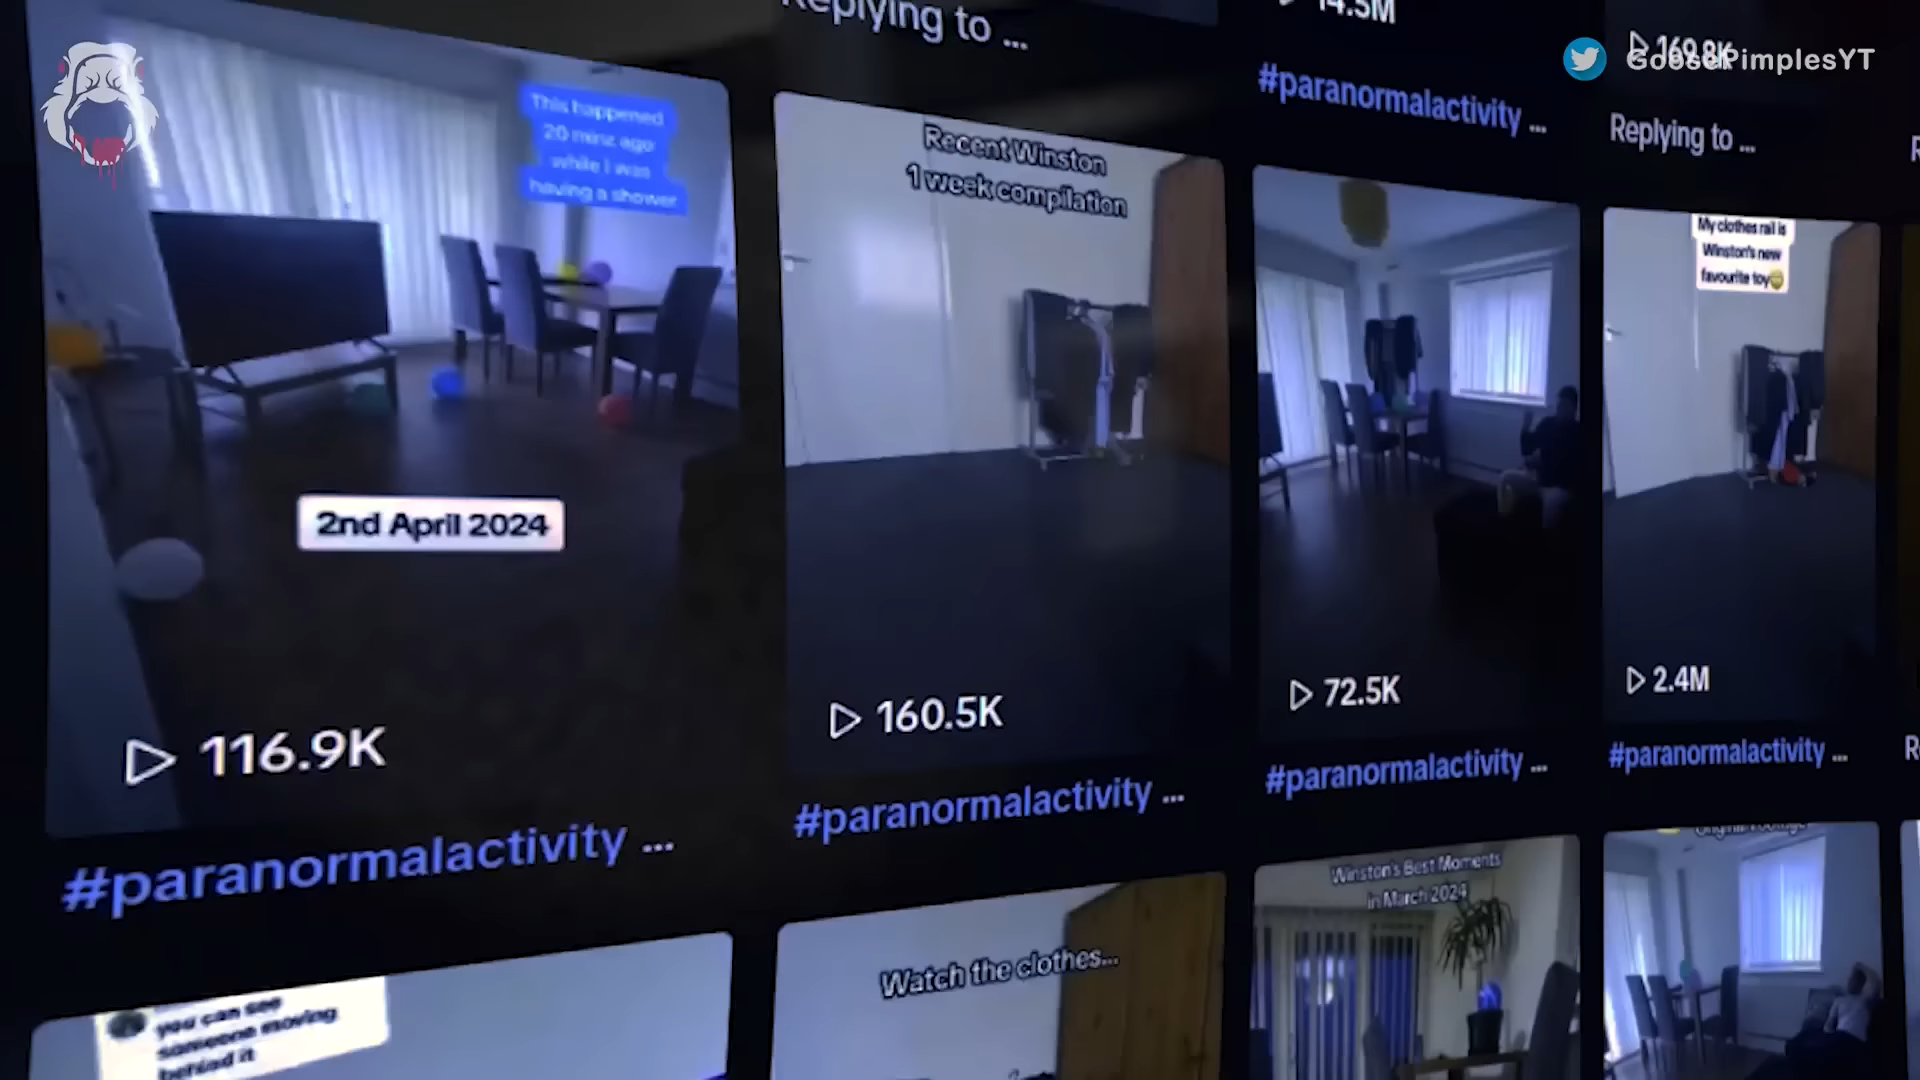 Replying to ...
14.5M
169.8K
GoosePimplesYT
#paranormalactivity ...
Replying to ...
This happened
20 mins ago
while I was
having a shower
2nd April 2024
116.9K
#paranormalactivity ...
Recent Winston
1 week compilation
160.5K
#paranormalactivity ...
72.5K
#paranormalactivity ...
My clothes rail is
Winston's new
favourite toy
2.4M
#paranormalactivity ...
you can see
someone moving
behind it
Watch the clothes...
Winston's Best Moments
in March 2024